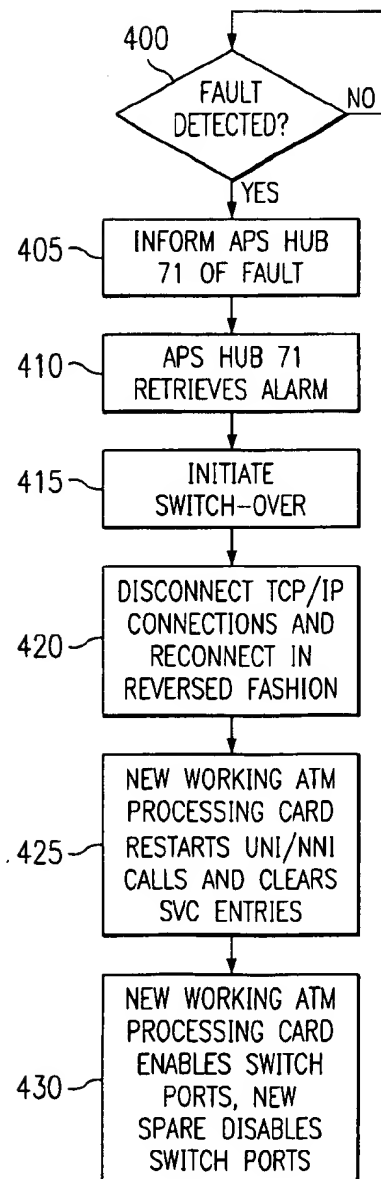 400
FAULT
DETECTED?
NO
YES
405
INFORM APS HUB
71 OF FAULT
410
APS HUB 71
RETRIEVES ALARM
415
INITIATE
SWITCH-OVER
420
DISCONNECT TCP/IP
CONNECTIONS AND
RECONNECT IN
REVERSED FASHION
425
NEW WORKING ATM
PROCESSING CARD
RESTARTS UNI/NNI
CALLS AND CLEARS
SVC ENTRIES
430
NEW WORKING ATM
PROCESSING CARD
ENABLES SWITCH
PORTS, NEW
SPARE DISABLES
SWITCH PORTS